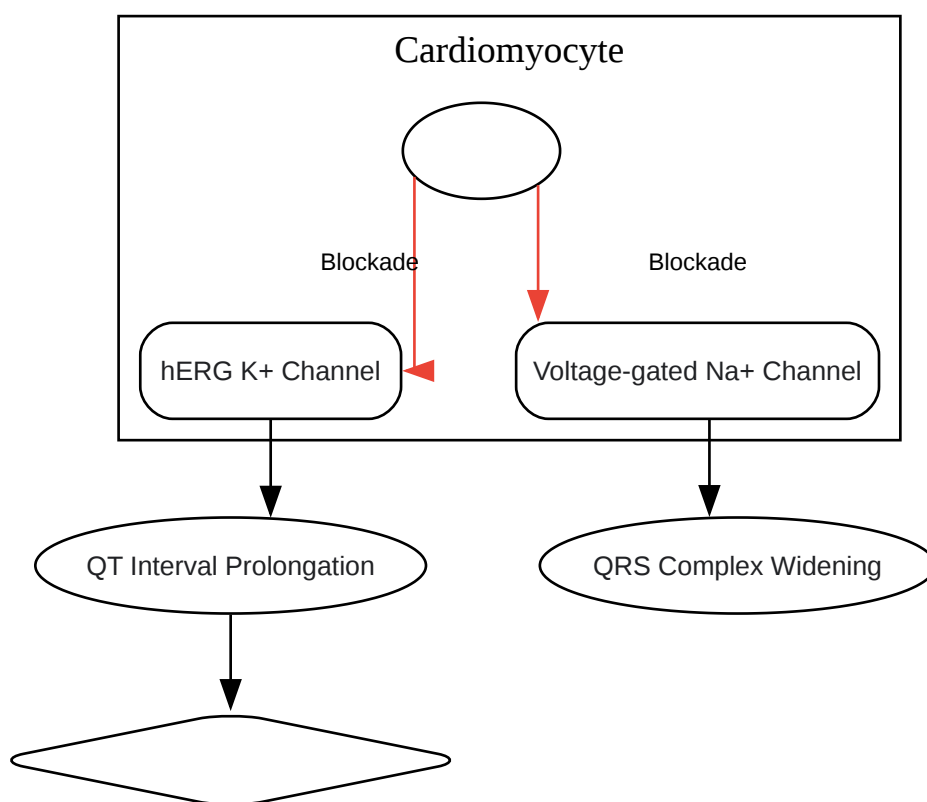 Cardiomyocyte
Blockade
Blockade
hERG K+ Channel
Voltage-gated Na+ Channel
QT Interval Prolongation
QRS Complex Widening